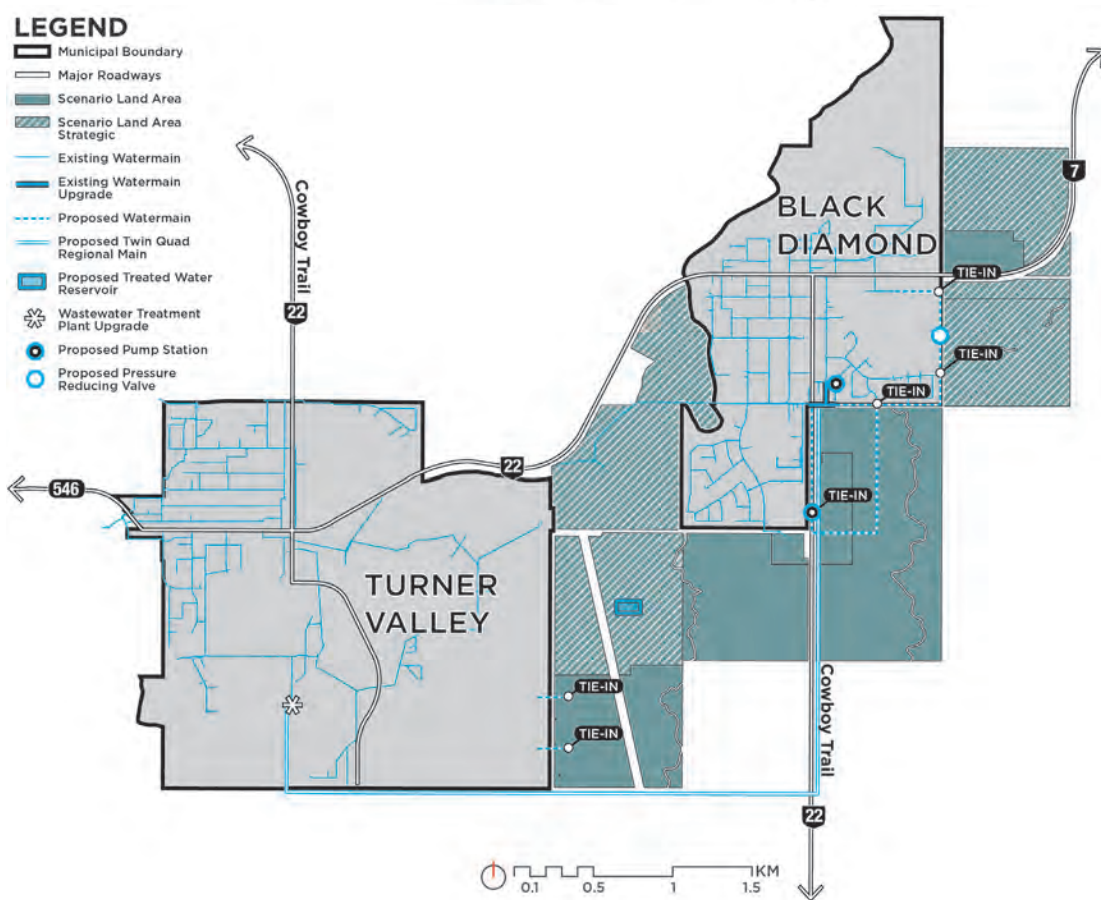 LEGEND
Municipal Boundary
Major Roadways
Scenario Land Area
Scenario Land Area
Strategic
Existing Watermain
Existing Watermain
Upgrade
Proposed Watermain
Proposed Twin Quad
Regional Main
Proposed Treated Water
Reservoir
Wastewater Treatment
Plant Upgrade
Proposed Pump Station
Proposed Pressure
Reducing Valve
Cowboy Trail
22
7
BLACK
DIAMOND
TIE-IN
TIE-IN
TIE-IN
22
546
TIE-IN
TURNER
VALLEY
TIE-IN
TIE-IN
Cowboy Trail
22
KM
0.1
0.5
1
1.5